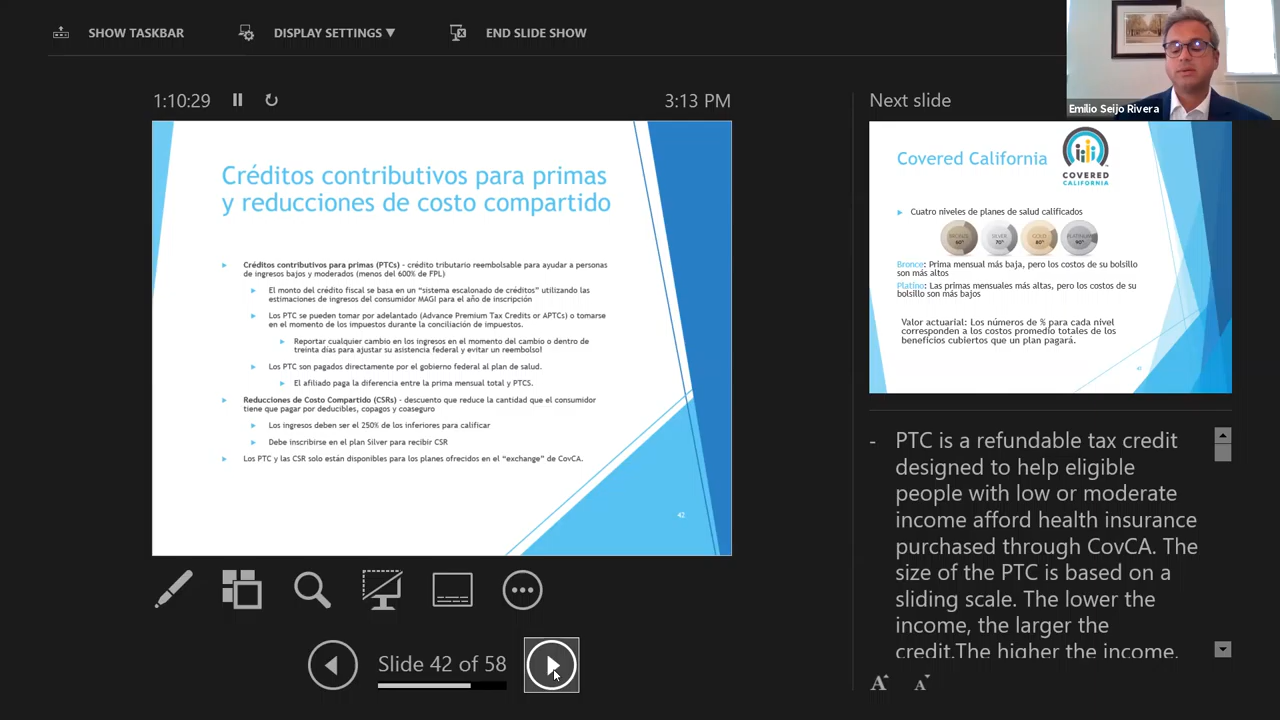 SHOW TASKBAR
DISPLAY SETTINGS ▼
END SLIDE SHOW
1:10:29
3:13 PM
Créditos contributivos para primas
y reducciones de costo compartido
Créditos contributivos para primas (PTCs) - crédito tributario reembolsable para ayudar a personas
de ingresos bajos y moderados (menos del 600% de FPL)
El monto del crédito fiscal se basa en un “sistema escalonado de créditos” utilizando las
estimaciones de ingresos del consumidor MAGI para el año de inscripción
Los PTC se pueden tomar por adelantado (Advance Premium Tax Credits or APTCs) o tomarse
en el momento de los impuestos durante la conciliación de impuestos.
Reportar cualquier cambio en los ingresos en el momento del cambio o dentro de
treinta días para ajustar su asistencia federal y evitar un reembolso!
Los PTC son pagados directamente por el gobierno federal al plan de salud.
El afiliado paga la diferencia entre la prima mensual total y PTCS.
Reducciones de Costo Compartido (CSRs) - descuento que reduce la cantidad que el consumidor
tiene que pagar por deducibles, copagos y coaseguro
Los ingresos deben ser el 250% de los inferiores para calificar
Debe inscribirse en el plan Silver para recibir CSR
Los PTC y las CSR solo están disponibles para los planes ofrecidos en el “exchange” de CovCA.
42
Slide 42 of 58
Next slide
Emilio Seijo Rivera
Covered California
COVERED
CALIFORNIA
Cuatro niveles de planes de salud calificados
BRONZE 60% SILVER 70% GOLD 80% PLATINUM 90%
Bronce: Prima mensual más baja, pero los costos de su bolsillo
son más altos
Platino: Las primas mensuales más altas, pero los costos de su
bolsillo son más bajos
Valor actuarial: Los números de % para cada nivel
corresponden a los costos promedio totales de los
beneficios cubiertos que un plan pagará.
- PTC is a refundable tax credit
designed to help eligible
people with low or moderate
income afford health insurance
purchased through CovCA. The
size of the PTC is based on a
sliding scale. The lower the
income, the larger the
credit.The higher the income,
A A